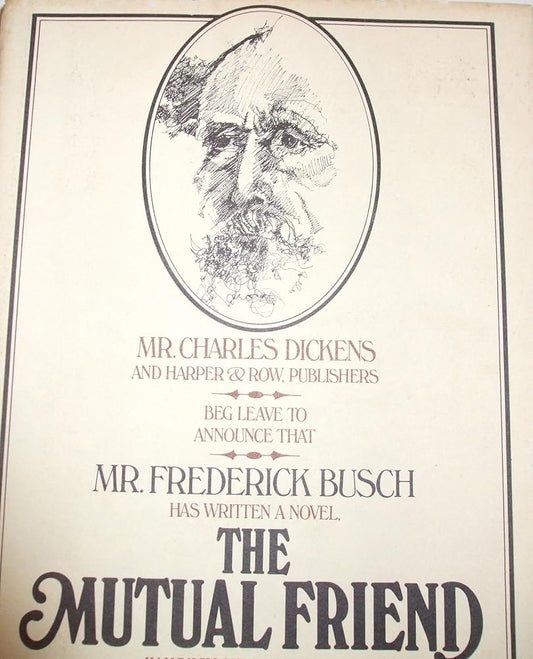 MR. CHARLES DICKENS
AND HARPER & ROW, PUBLISHERS
BEG LEAVE TO
ANNOUNCE THAT
MR. FREDERICK BUSCH
HAS WRITTEN A NOVEL,
THE
MUTUAL FRIEND